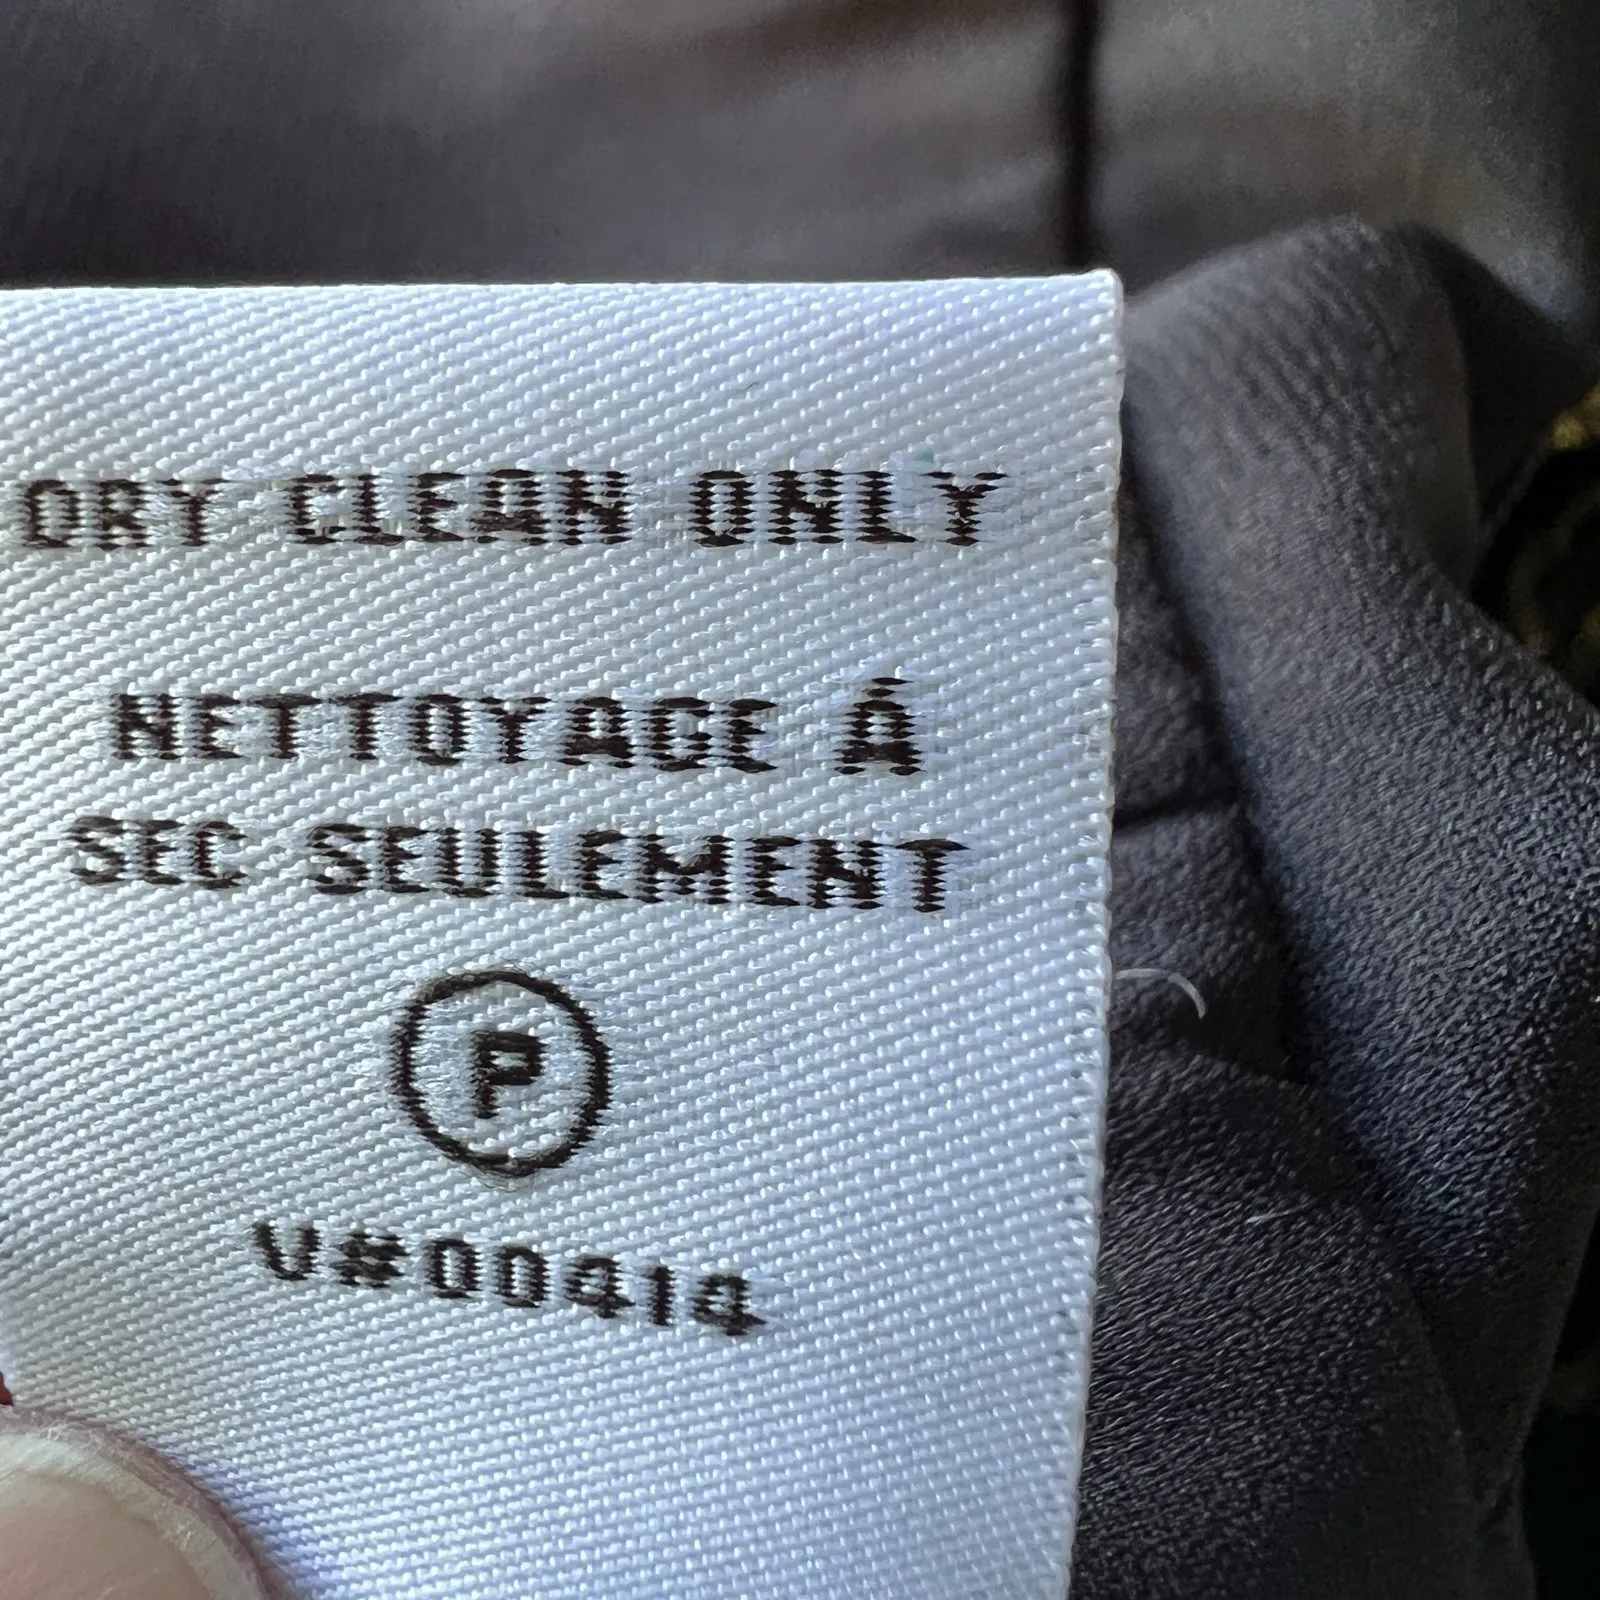 DRY CLEAN ONLY
NETTOYAGE Á
SEC SEULEMENT
P
V#00414